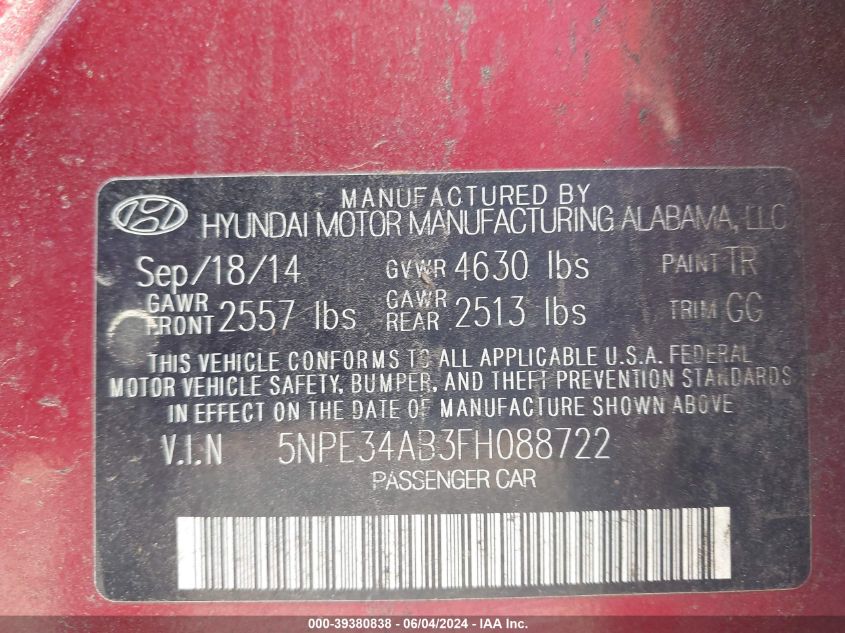 MANUFACTURED BY
HYUNDAI MOTOR MANUFACTURING ALABAMA, LLC
Sep/18/14 GVWR 4630 lbs PAINT TR
GAWR FRONT 2557 lbs GAWR REAR 2513 lbs TRIM GG
THIS VEHICLE CONFORMS TO ALL APPLICABLE U.S.A. FEDERAL
MOTOR VEHICLE SAFETY, BUMPER, AND THEFT PREVENTION STANDARDS
IN EFFECT ON THE DATE OF MANUFACTURE SHOWN ABOVE.
V.I.N 5NPE34AB3FH088722
PASSENGER CAR
000-39380838 - 06/04/2024 - IAA Inc.